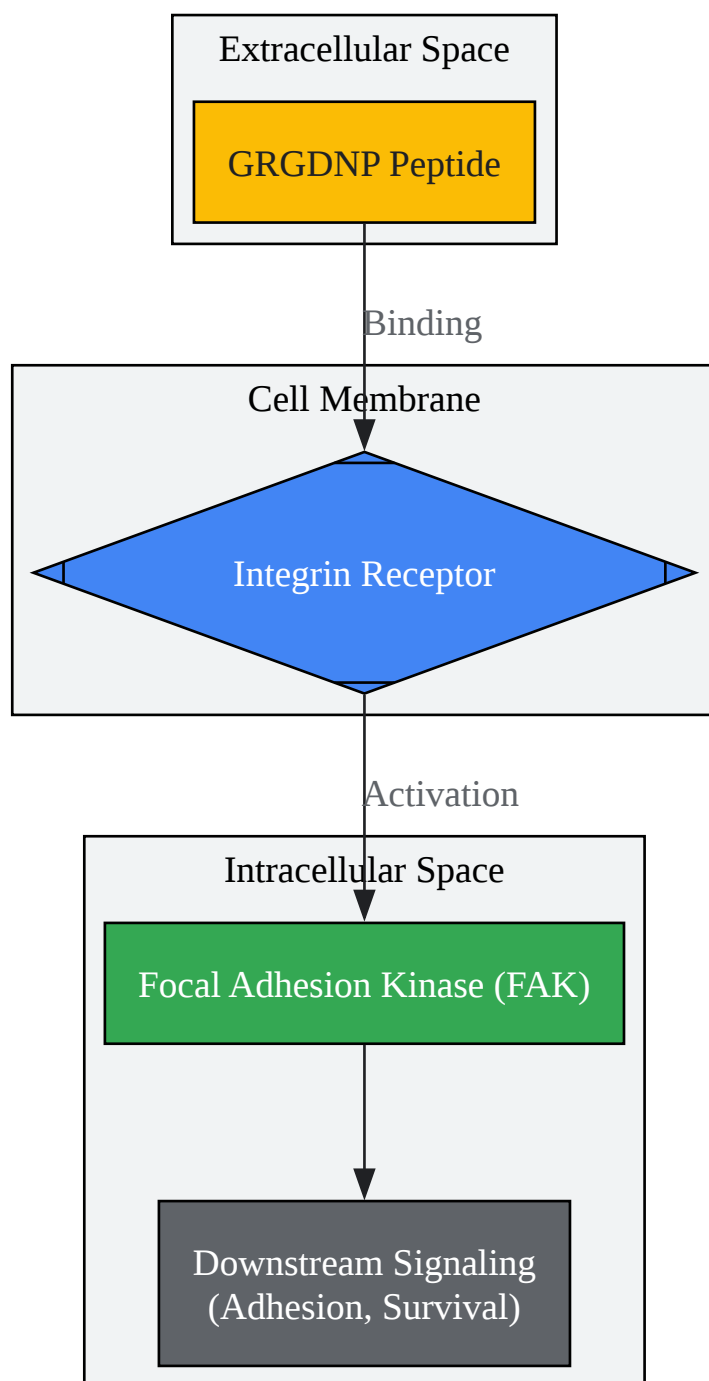 Extracellular Space
GRGDNP Peptide
Binding
Cell Membrane
Integrin Receptor
Activation
Intracellular Space
Focal Adhesion Kinase (FAK)
Downstream Signaling
(Adhesion, Survival)